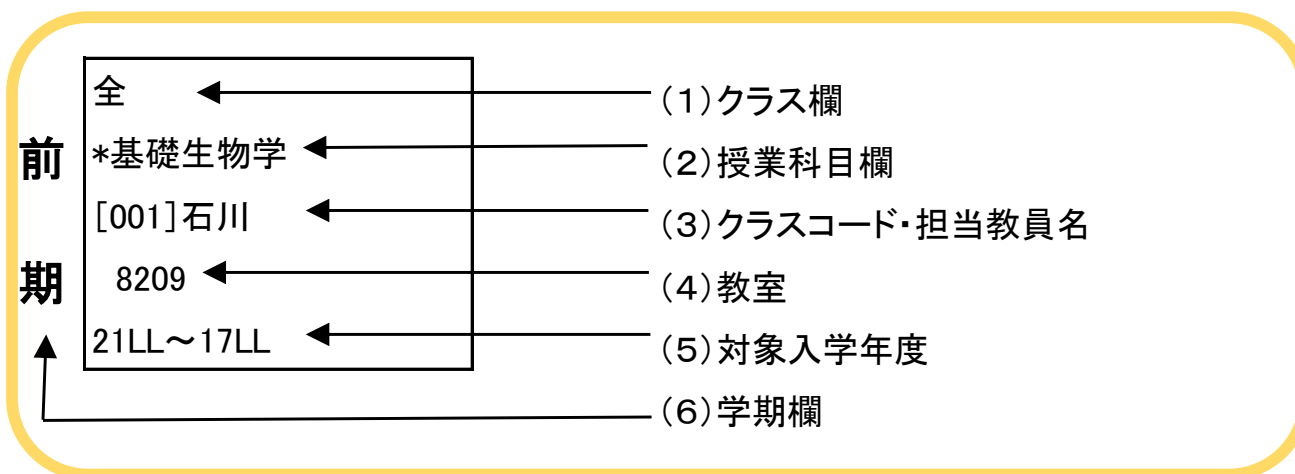 前期
全
*基礎生物学
[001]石川
8209
21LL～17LL
(1)クラス欄
(2)授業科目欄
(3)クラスコード・担当教員名
(4)教室
(5)対象入学年度
(6)学期欄